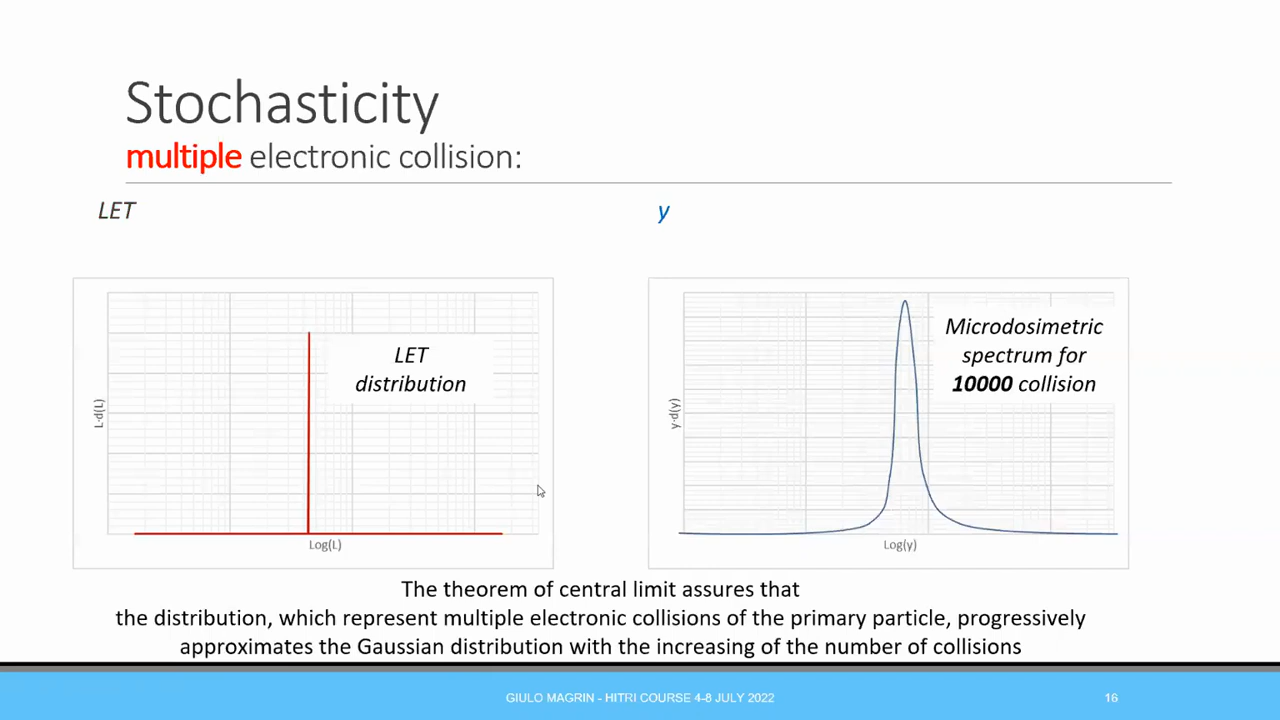 Stochasticity
multiple electronic collision:
LET
y
LET
distribution
L·d(L)
Log(L)
Microdosimetric
spectrum for
10000 collision
y·d(y)
Log(y)
The theorem of central limit assures that
the distribution, which represent multiple electronic collisions of the primary particle, progressively
approximates the Gaussian distribution with the increasing of the number of collisions
GIULO MAGRIN - HITRI COURSE 4-8 JULY 2022
16